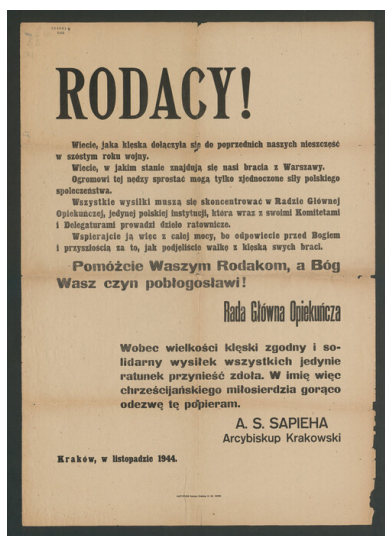 RODACY!
Wiecie, jaka klęska dołączyła się do poprzednich naszych nieszczęść
w szóstym roku wojny.
Wiecie, w jakim stanie znajdują się nasi bracia z Warszawy.
Ogromowi tej nędzy sprostać mogą tylko zjednoczone siły polskiego
społeczeństwa.
Wszystkie wysiłki muszą się skoncentrować w Radzie Głównej
Opiekuńczej, jedynej polskiej instytucji, która wraz z swoimi Komitetami
i Delegaturami prowadzi dzieło ratownicze.
Wspierajcie ją więc z całej mocy, bo odpowiecie przed Bogiem
i przyszłością za to, jak podjęliście walkę z klęską swych braci.
Pomóżcie Waszym Rodakom, a Bóg
Wasz czyn pobłogosławi!
Rada Główna Opiekuńcza
Wobec wielkości klęski zgodny i so-
lidarny wysiłek wszystkich jedynie
ratunek przynieść zdoła. W imię więc
chrześcijańskiego miłosierdzia gorąco
odezwę tę popieram.
A. S. SAPIEHA
Arcybiskup Krakowski
Kraków, w listopadzie 1944.